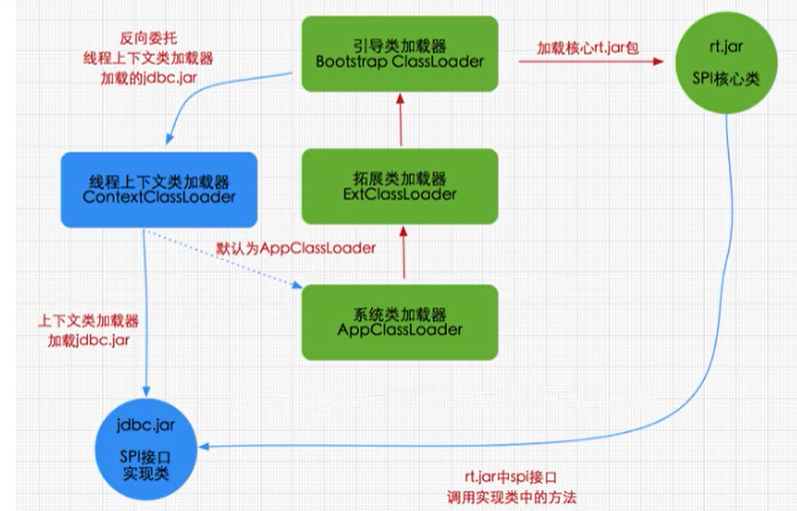 反向委托
线程上下文类加载器
加载的jdbc.jar
引导类加载器
Bootstrap ClassLoader
加载核心rt.jar包
rt.jar
SPI核心类
线程上下文类加载器
ContextClassLoader
拓展类加载器
ExtClassLoader
默认为AppClassLoader
系统类加载器
AppClassLoader
上下文类加载器
加载jdbc.jar
jdbc.jar
SPI接口
实现类
rt.jar中spi接口
调用实现类中的方法